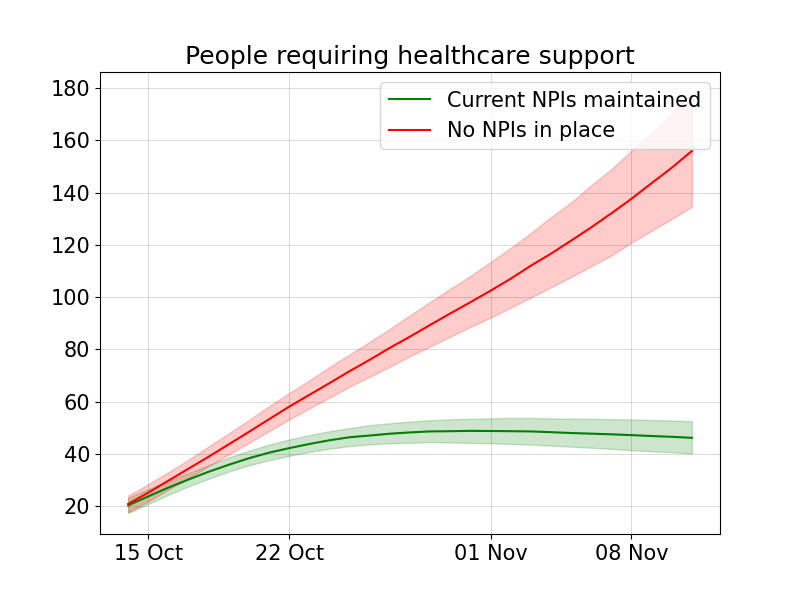 People requiring healthcare support
Current NPIs maintained
No NPIs in place
180
160
140
120
100
80
60
40
20
15 Oct 22 Oct 01 Nov 08 Nov